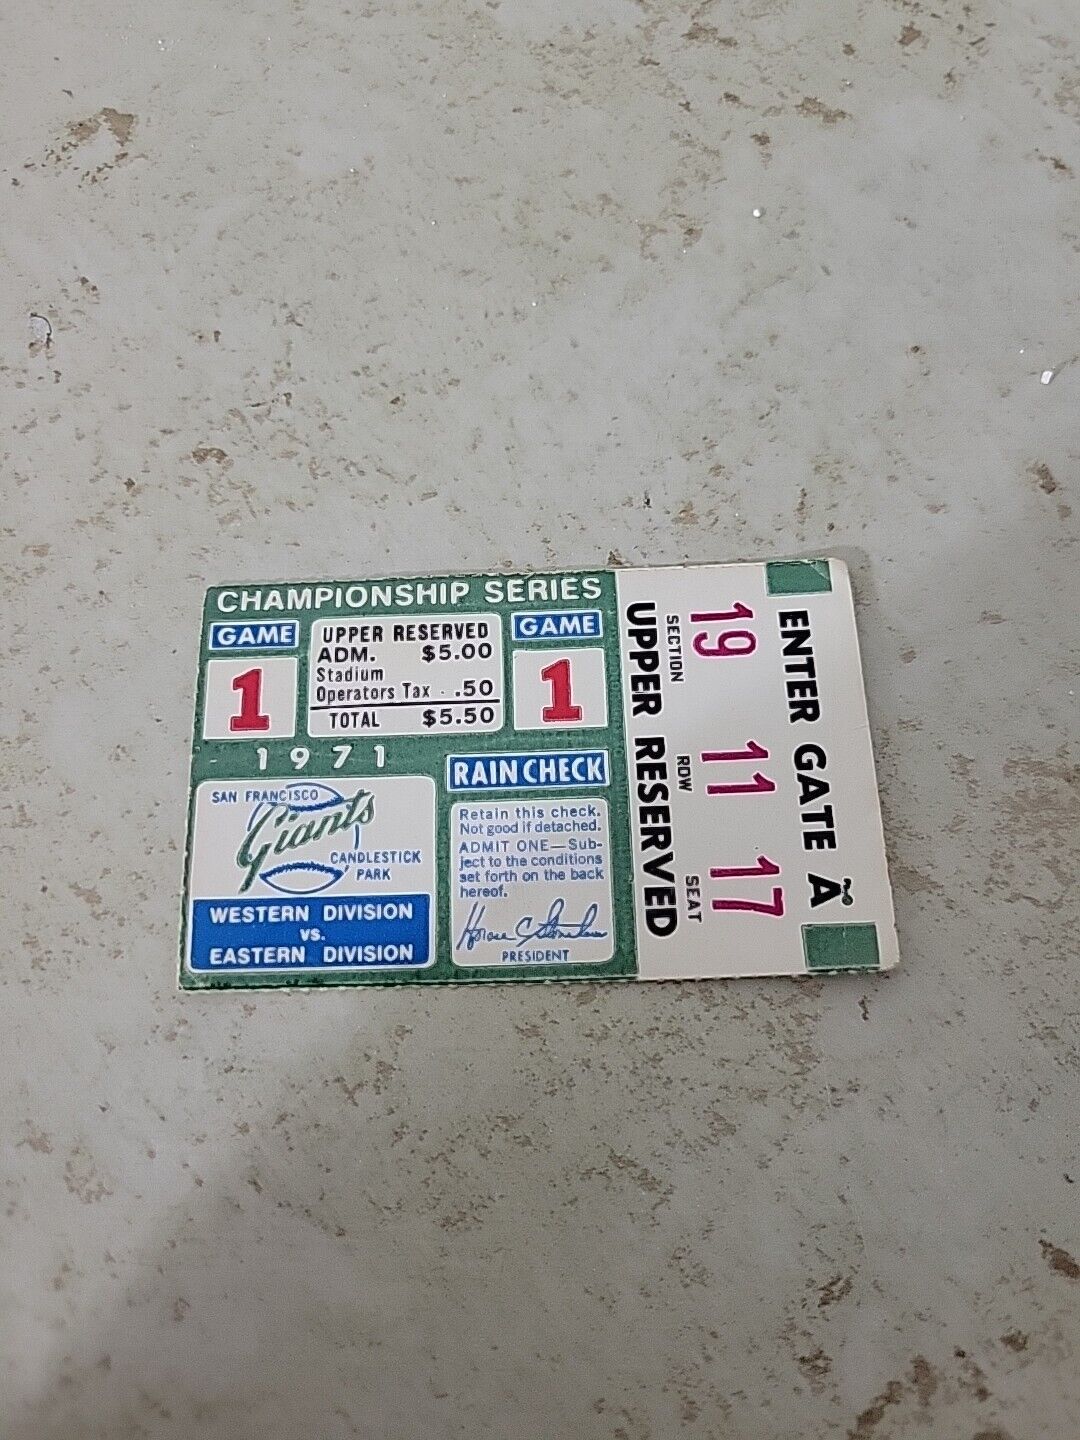 CHAMPIONSHIP SERIES
GAME
1
UPPER RESERVED
ADM. $5.00
Stadium
Operators Tax . .50
TOTAL $5.50
GAME
1
1971
SAN FRANCISCO
Giants
CANDLESTICK
PARK
WESTERN DIVISION
VS.
EASTERN DIVISION
RAIN CHECK
Retain this check.
Not good if detached.
ADMIT ONE—Sub-
ject to the conditions
set forth on the back
hereof.
Horace C Stoneham
PRESIDENT
UPPER RESERVED
SECTION ROW SEAT
19 11 17
ENTER GATE A